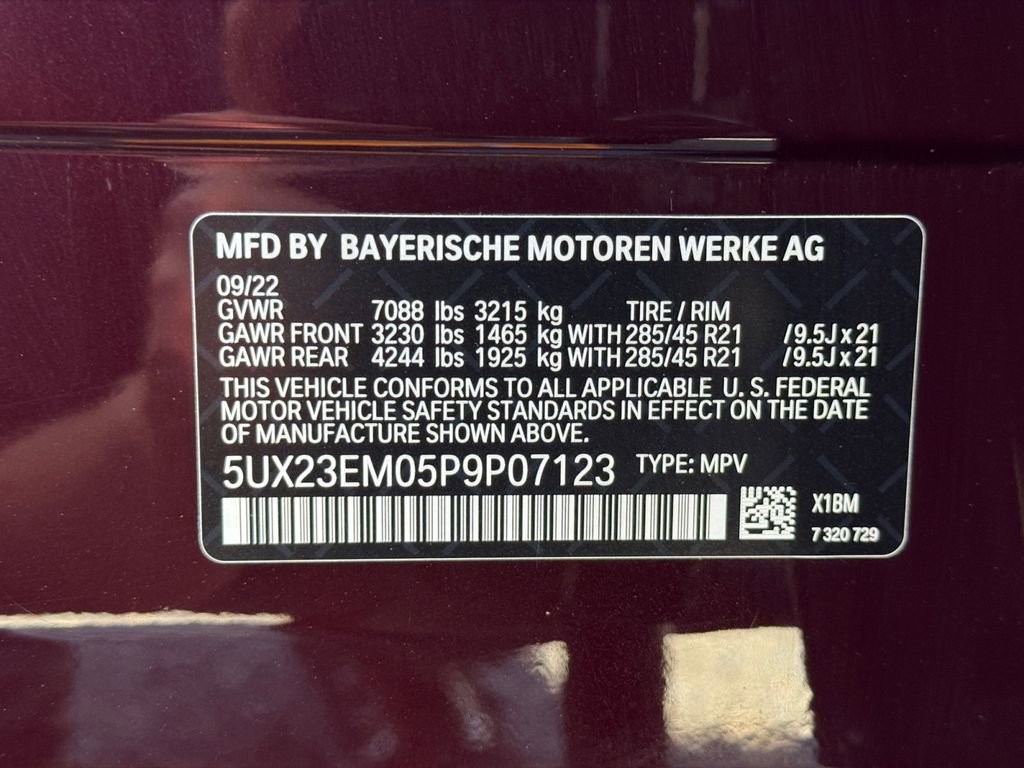 MFD BY BAYERISCHE MOTOREN WERKE AG
09/22
GVWR 7088 lbs 3215 kg TIRE / RIM
GAWR FRONT 3230 lbs 1465 kg WITH 285/45 R21 /9.5J x 21
GAWR REAR 4244 lbs 1925 kg WITH 285/45 R21 /9.5J x 21
THIS VEHICLE CONFORMS TO ALL APPLICABLE U. S. FEDERAL
MOTOR VEHICLE SAFETY STANDARDS IN EFFECT ON THE DATE
OF MANUFACTURE SHOWN ABOVE.
5UX23EM05P9P07123 TYPE: MPV
X1BM
7 320 729